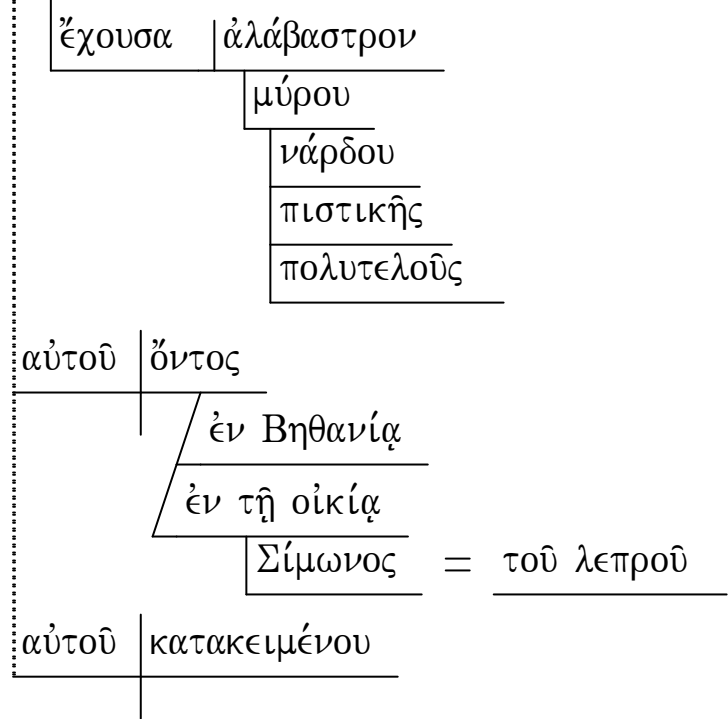 ἔχουσα ἀλάβαστρον
μύρου
νάρδου
πιστικῆς
πολυτελοῦς
αὐτοῦ ὄντος
ἐν Βηθανίᾳ
ἐν τῇ οἰκίᾳ
Σίμωνος = τοῦ λεπροῦ
αὐτοῦ κατακειμένου